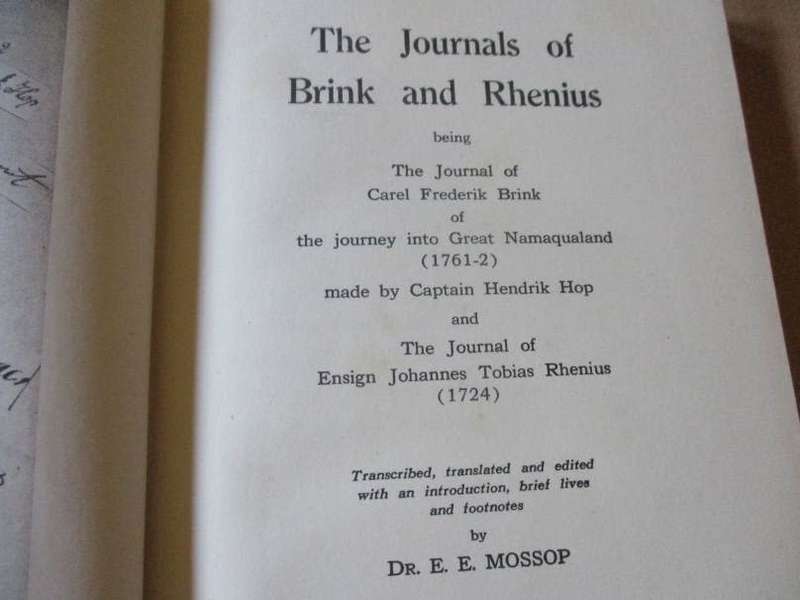 The Journals of
Brink and Rhenius
being
The Journal of
Carel Frederik Brink
of
the journey into Great Namaqualand
(1761-2)
made by Captain Hendrik Hop
and
The Journal of
Ensign Johannes Tobias Rhenius
(1724)
Transcribed, translated and edited
with an introduction, brief lives
and footnotes
by
DR. E. E. MOSSOP
Hop